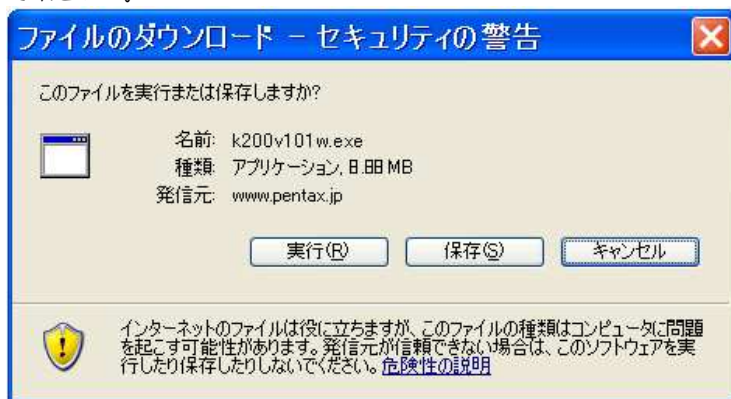 ファイルのダウンロード - セキュリティの警告
このファイルを実行または保存しますか?
名前: k200v101w.exe
種類: アプリケーション, 8.88 MB
発信元: www.pentax.jp
実行(R) 保存(S) キャンセル
インターネットのファイルは役に立ちますが、このファイルの種類はコンピュータに問題
を起こす可能性があります。発信元が信頼できない場合は、このソフトウェアを実
行したり保存したりしないでください。危険性の説明